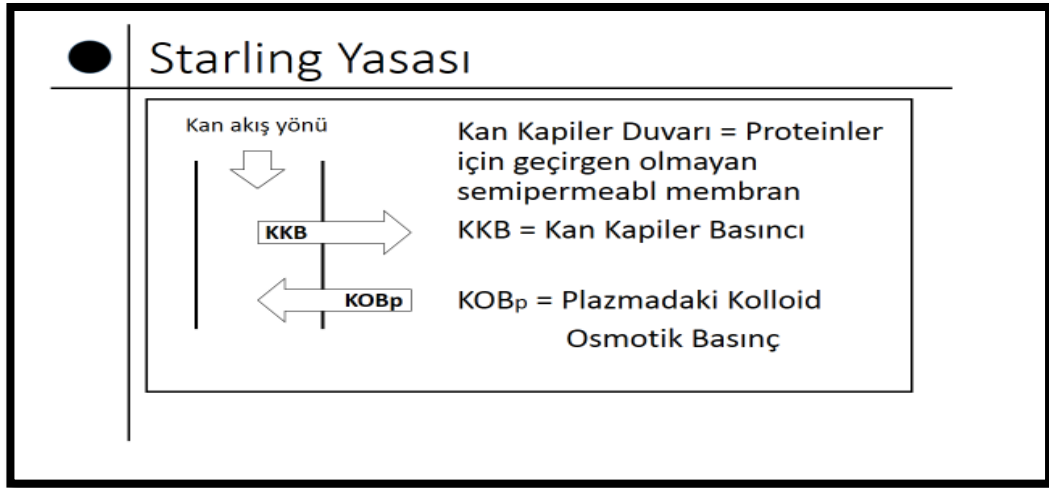 Starling Yasası
Kan akış yönü
Kan Kapiler Duvarı = Proteinler
için geçirgen olmayan
semipermeabl membran
KKB
KKB = Kan Kapiler Basıncı
KOBp
KOBp = Plazmadaki Kolloid
Osmotik Basınç